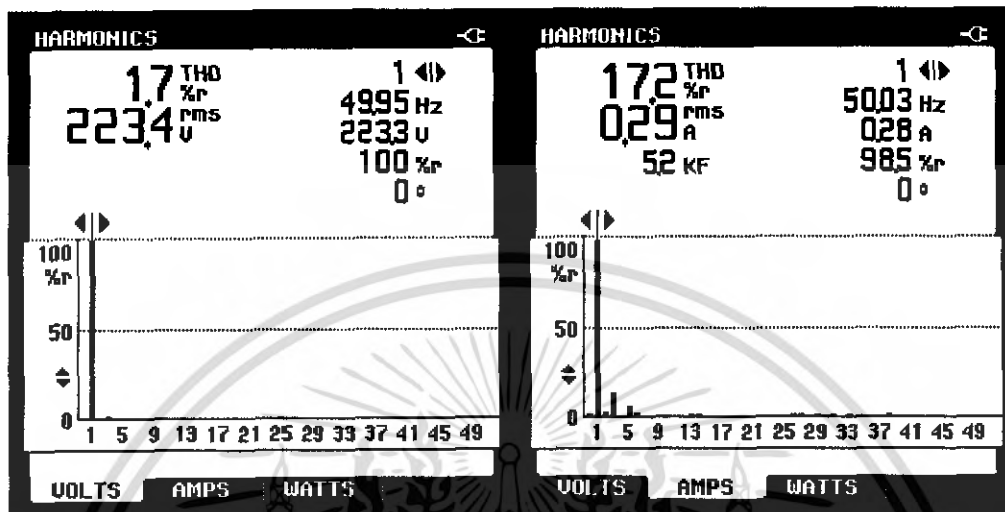 HARMONICS
1.7 THD %r
223.4 rms V
1
49.95 Hz
223.3 V
100 %r
0 °
100
%r
50
0
1 5 9 13 17 21 25 29 33 37 41 45 49
VOLTS AMPS WATTS
HARMONICS
17.2 THD %r
0.29 rms A
5.2 KF
1
50.03 Hz
0.28 A
98.5 %r
0 °
100
%r
50
0
1 5 9 13 17 21 25 29 33 37 41 45 49
VOLTS AMPS WATTS